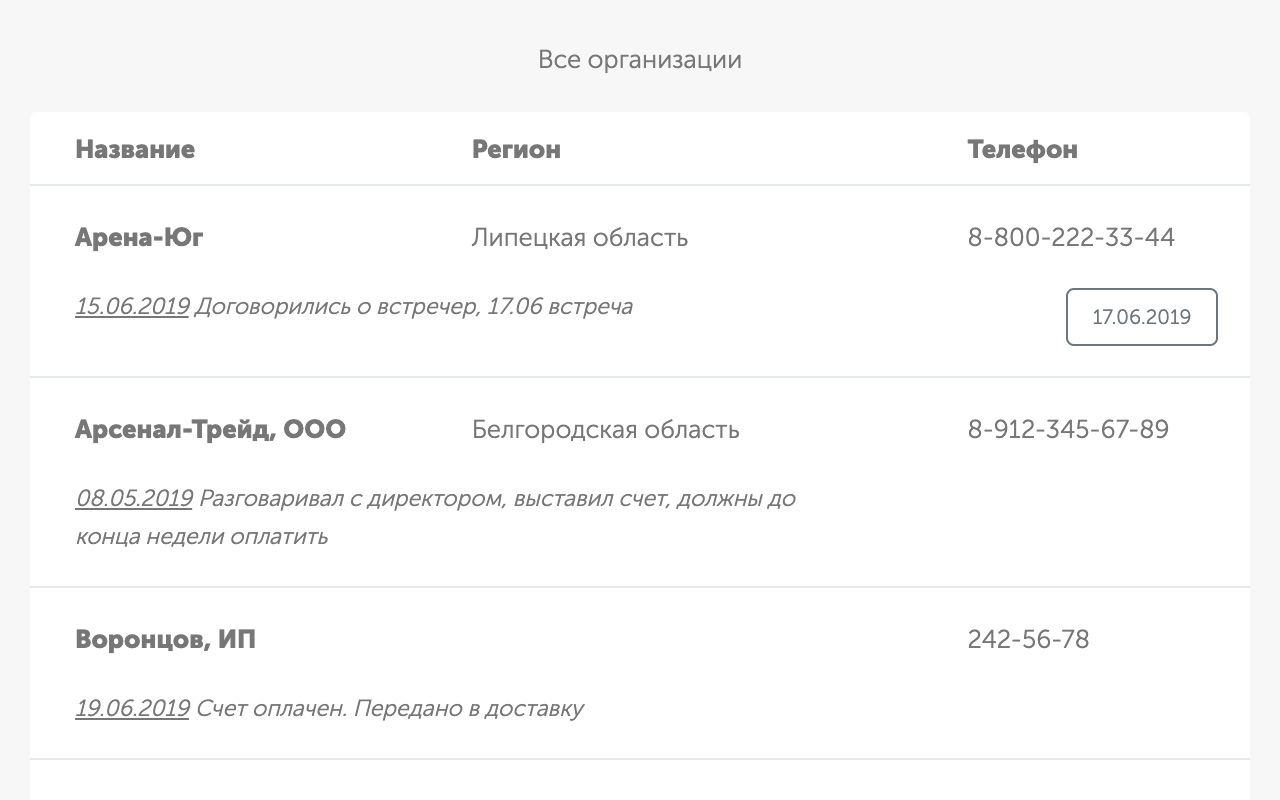 Все организации
Название Регион Телефон
Арена-Юг Липецкая область 8-800-222-33-44
15.06.2019 Договорились о встречер, 17.06 встреча
17.06.2019
Арсенал-Трейд, ООО Белгородская область 8-912-345-67-89
08.05.2019 Разговаривал с директором, выставил счет, должны до
конца недели оплатить
Воронцов, ИП 242-56-78
19.06.2019 Счет оплачен. Передано в доставку